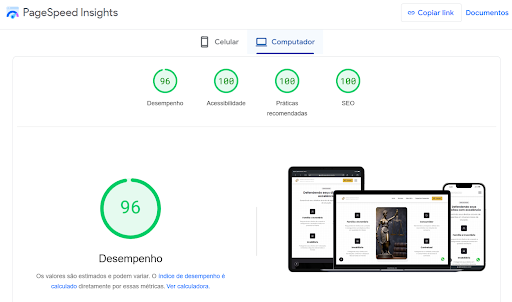 PageSpeed Insights
Copiar link
Documentos
Celular
Computador
96
100
100
100
Desempenho
Acessibilidade
Práticas
recomendadas
SEO
96
Desempenho
Os valores são estimados e podem variar. O índice de desempenho é
calculado diretamente por essas métricas. Ver calculadora.